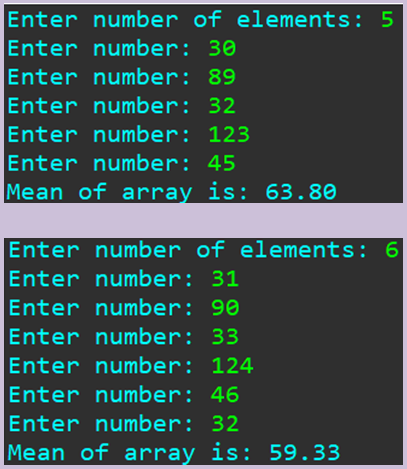 Enter number of elements: 5
Enter number: 30
Enter number: 89
Enter number: 32
Enter number: 123
Enter number: 45
Mean of array is: 63.80
Enter number of elements: 6
Enter number: 31
Enter number: 90
Enter number: 33
Enter number: 124
Enter number: 46
Enter number: 32
Mean of array is: 59.33